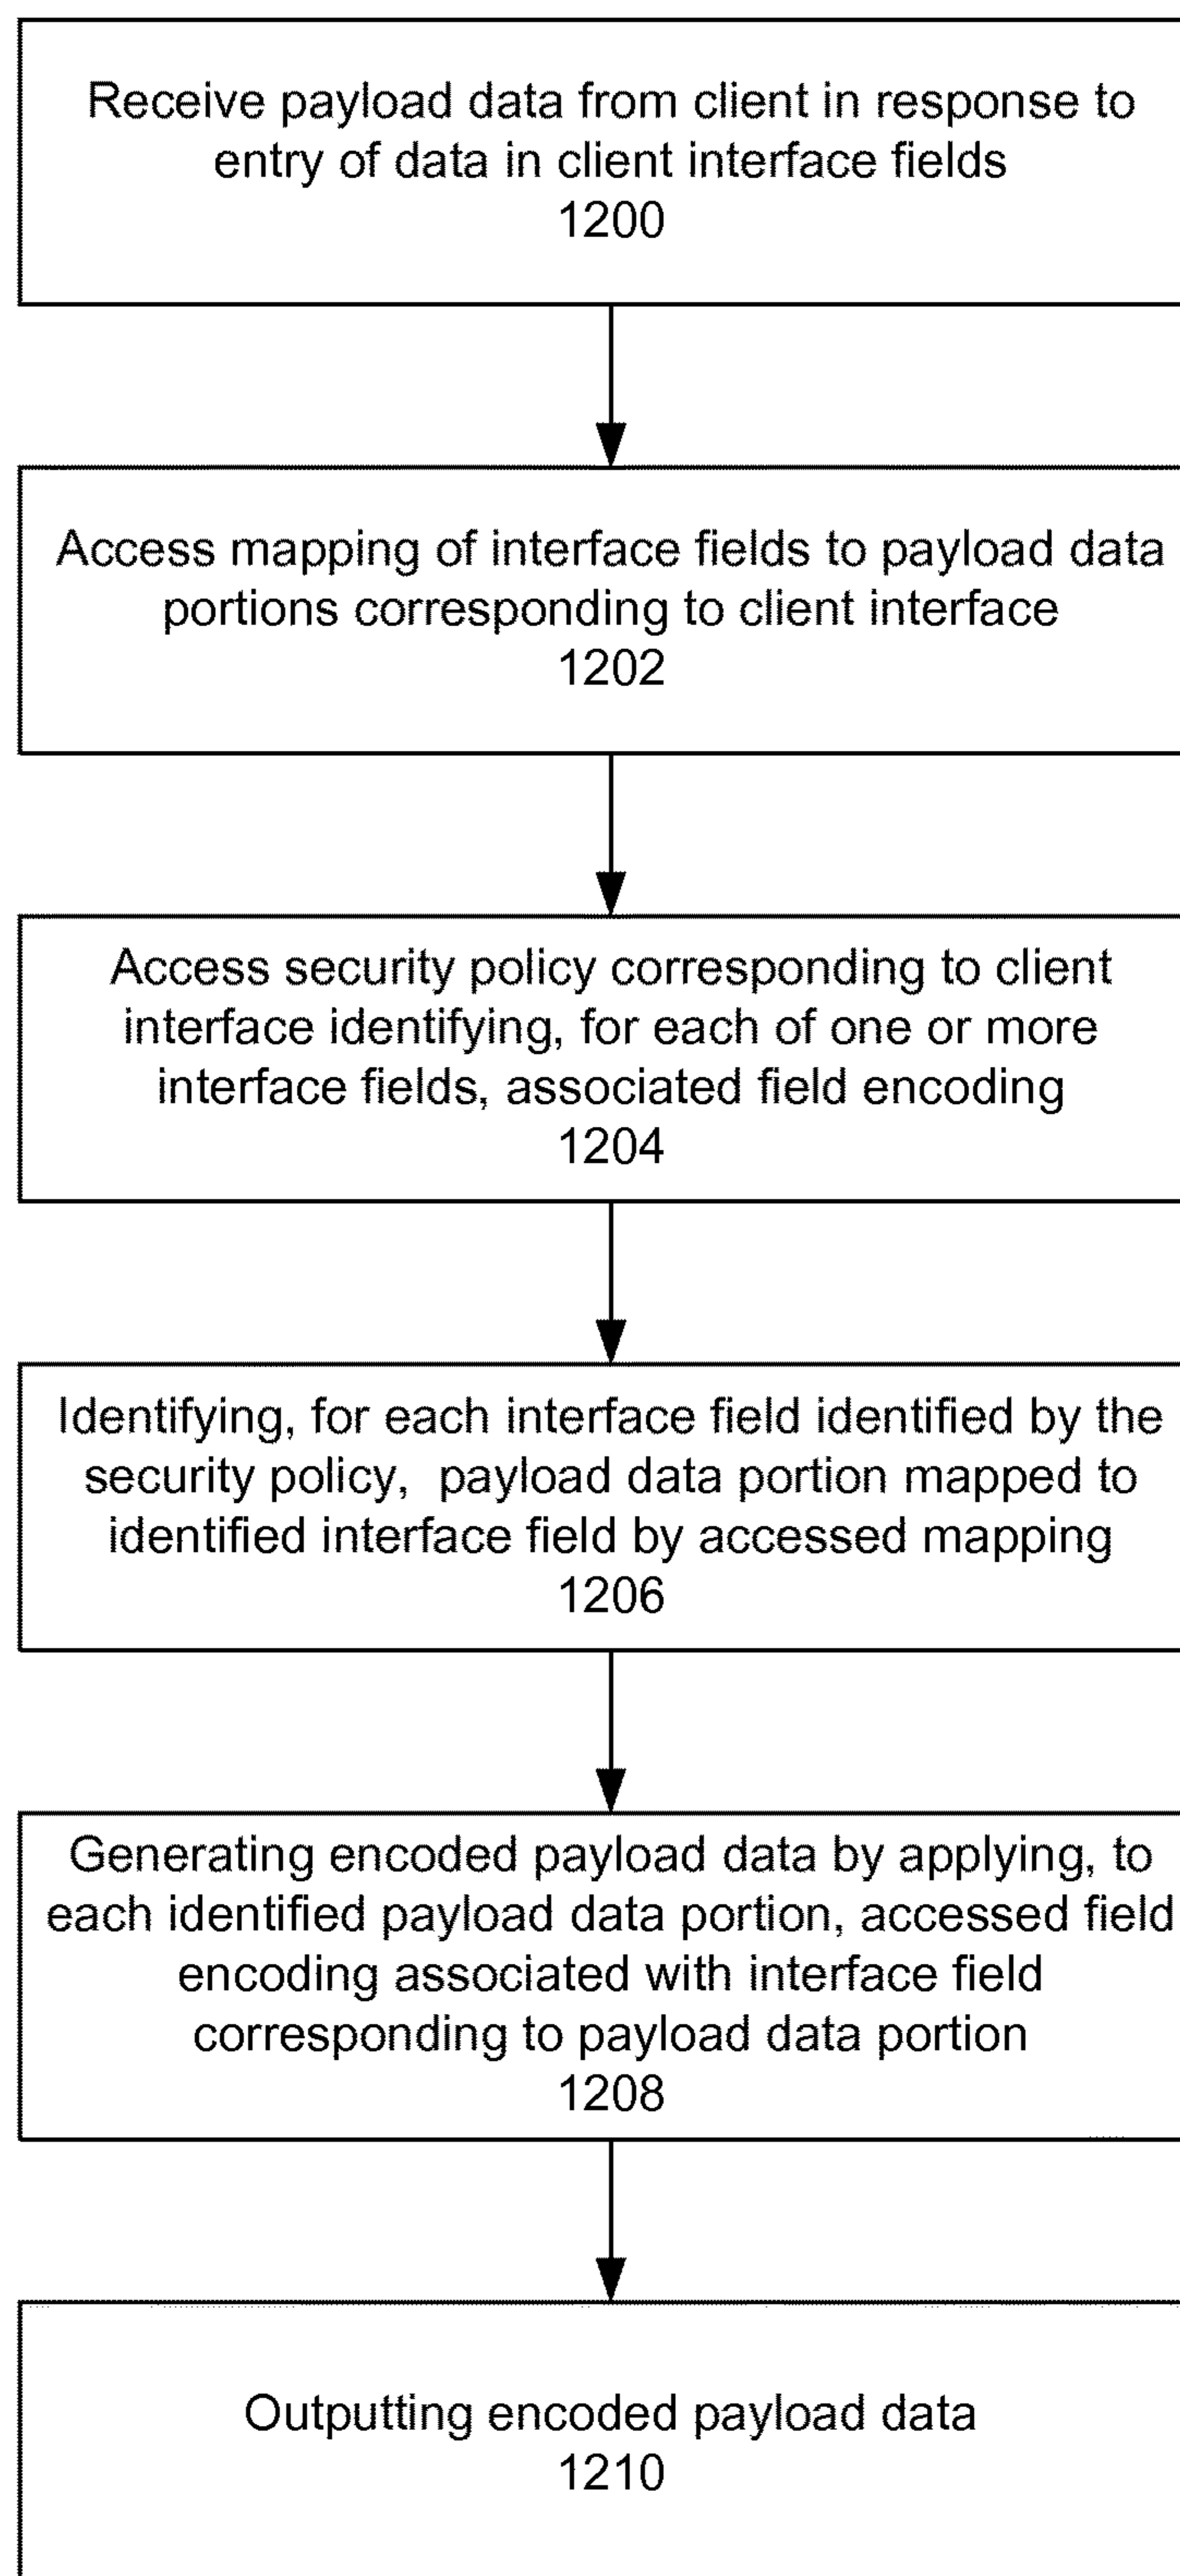 Receive payload data from client in response to
entry of data in client interface fields
1200
Access mapping of interface fields to payload data
portions corresponding to client interface
1202
Access security policy corresponding to client
interface identifying, for each of one or more
interface fields, associated field encoding
1204
Identifying, for each interface field identified by the
security policy,  payload data portion mapped to
identified interface field by accessed mapping
1206
Generating encoded payload data by applying, to
each identified payload data portion, accessed field
encoding associated with interface field
corresponding to payload data portion
1208
Outputting encoded payload data
1210